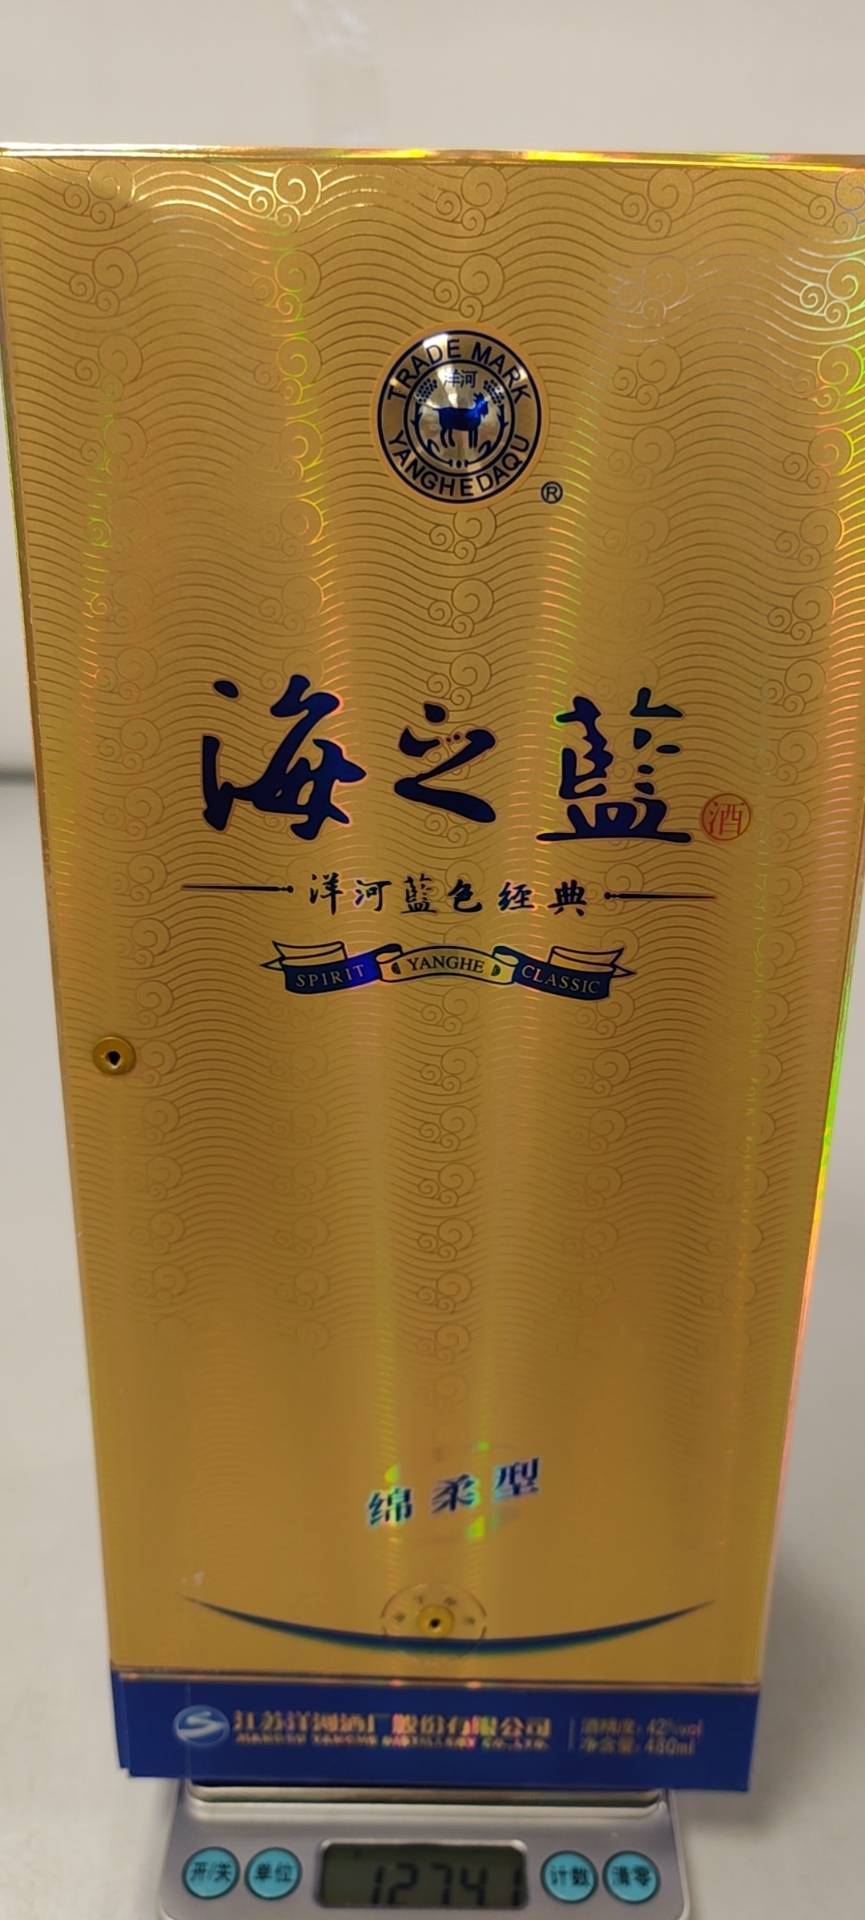 TRADE MARK
洋河
YANGHEDAQU
®
海之藍
酒
洋河藍色经典
SPIRIT YANGHE CLASSIC
绵柔型
江苏洋河酒厂股份有限公司
酒精度: 42%vol
净含量: 480ml
开/关 单位 1274.1 计数 清零